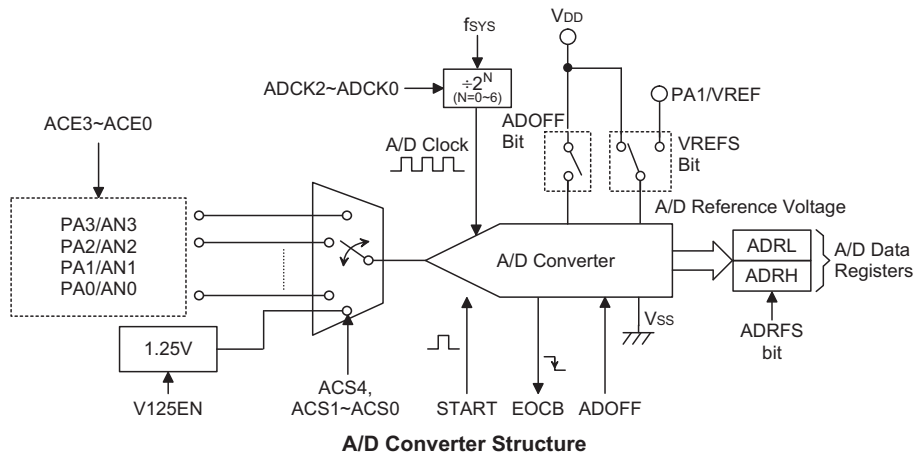 fSYS
VDD
ADCK2~ADCK0
÷2^N
(N=0~6)
PA1/VREF
ADOFF
Bit
VREFS
Bit
ACE3~ACE0
A/D Clock
A/D Reference Voltage
PA3/AN3
PA2/AN2
PA1/AN1
PA0/AN0
A/D Converter
ADRL
ADRH
A/D Data
Registers
VSS
ADRFS
bit
1.25V
V125EN
ACS4,
ACS1~ACS0
START
EOCB
ADOFF
A/D Converter Structure